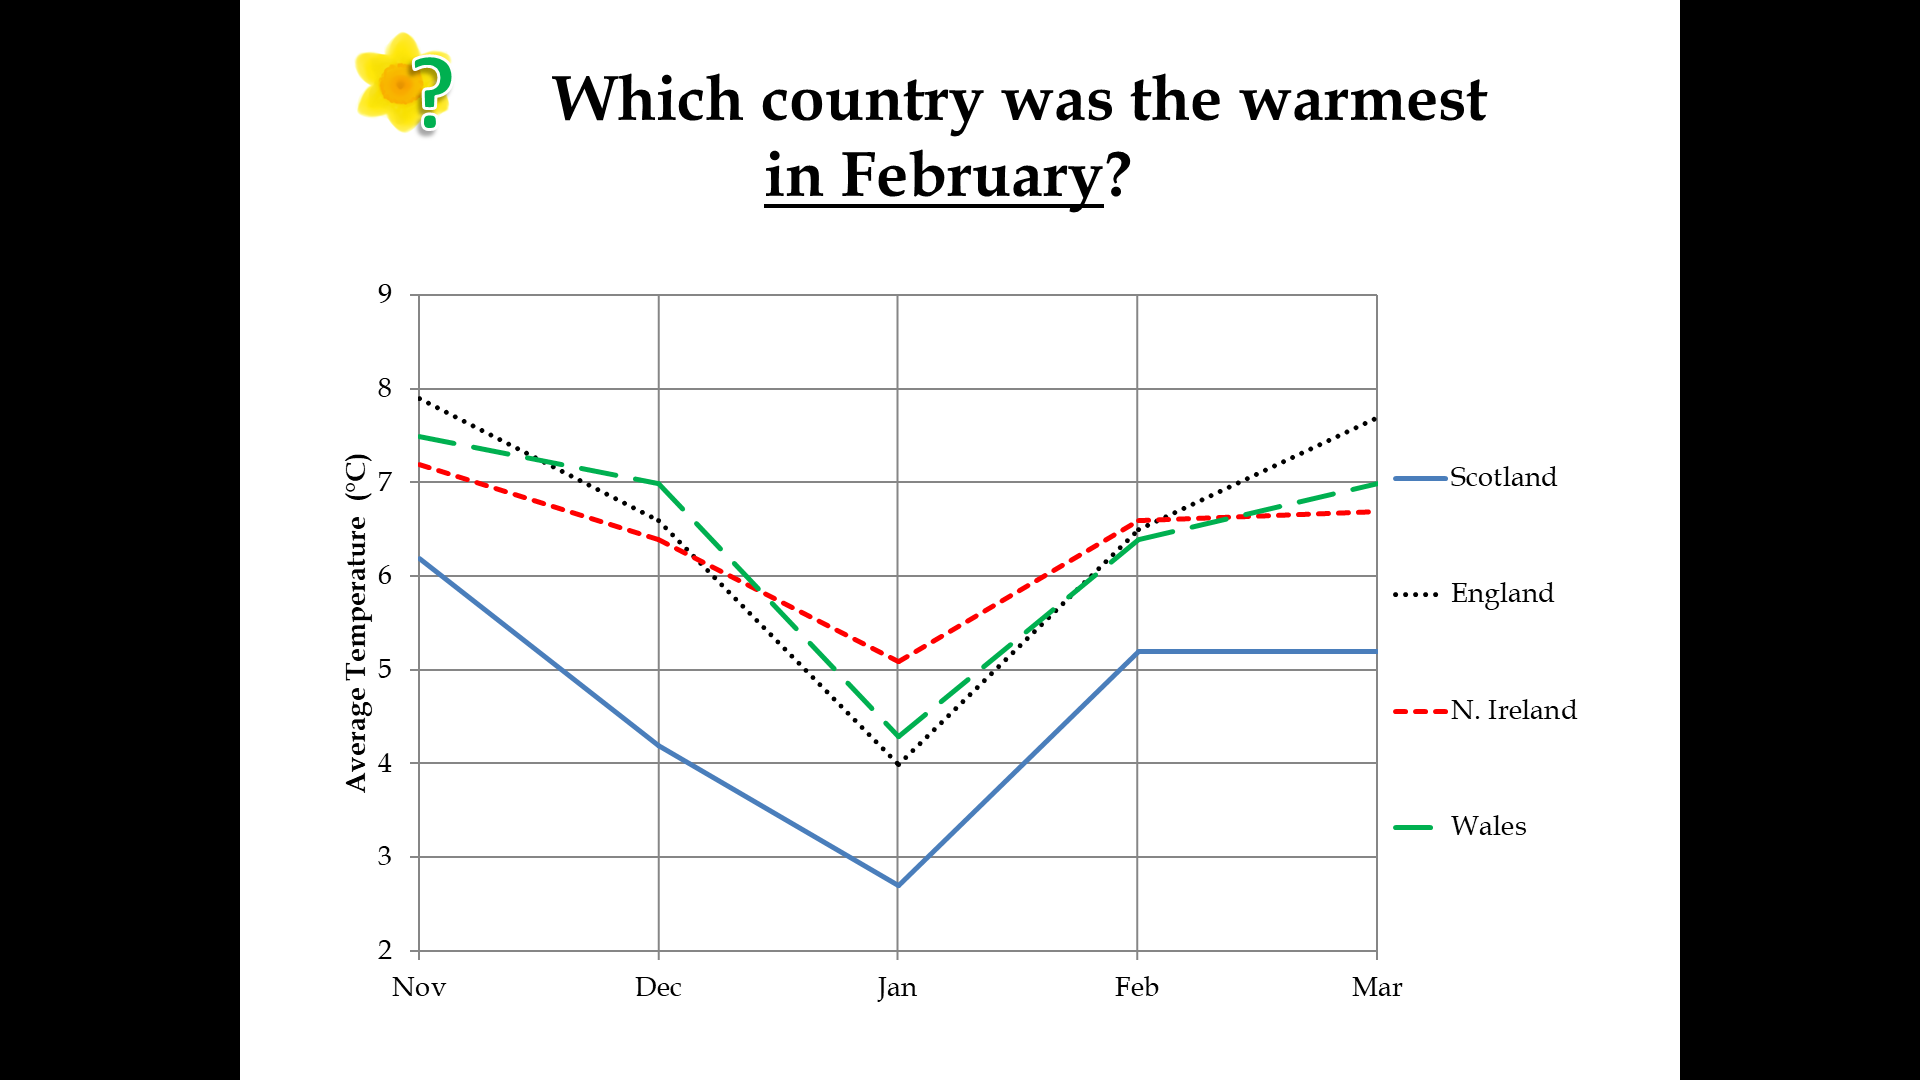 ?
Which country was the warmest
in February?
9
8
7
6
5
4
3
2
Average Temperature (°C)
Nov Dec Jan Feb Mar
Scotland
England
N. Ireland
Wales